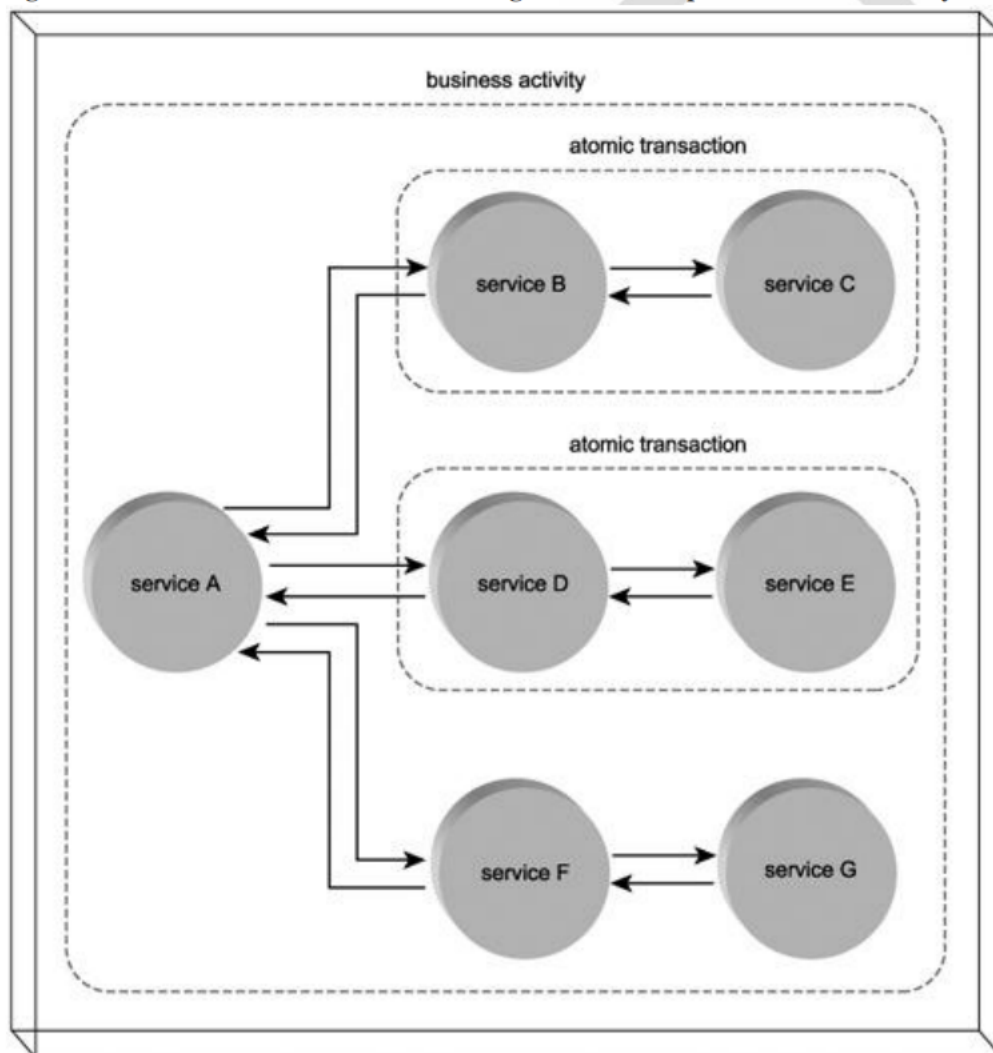 business activity
atomic transaction
service B
service C
atomic transaction
service A
service D
service E
service F
service G